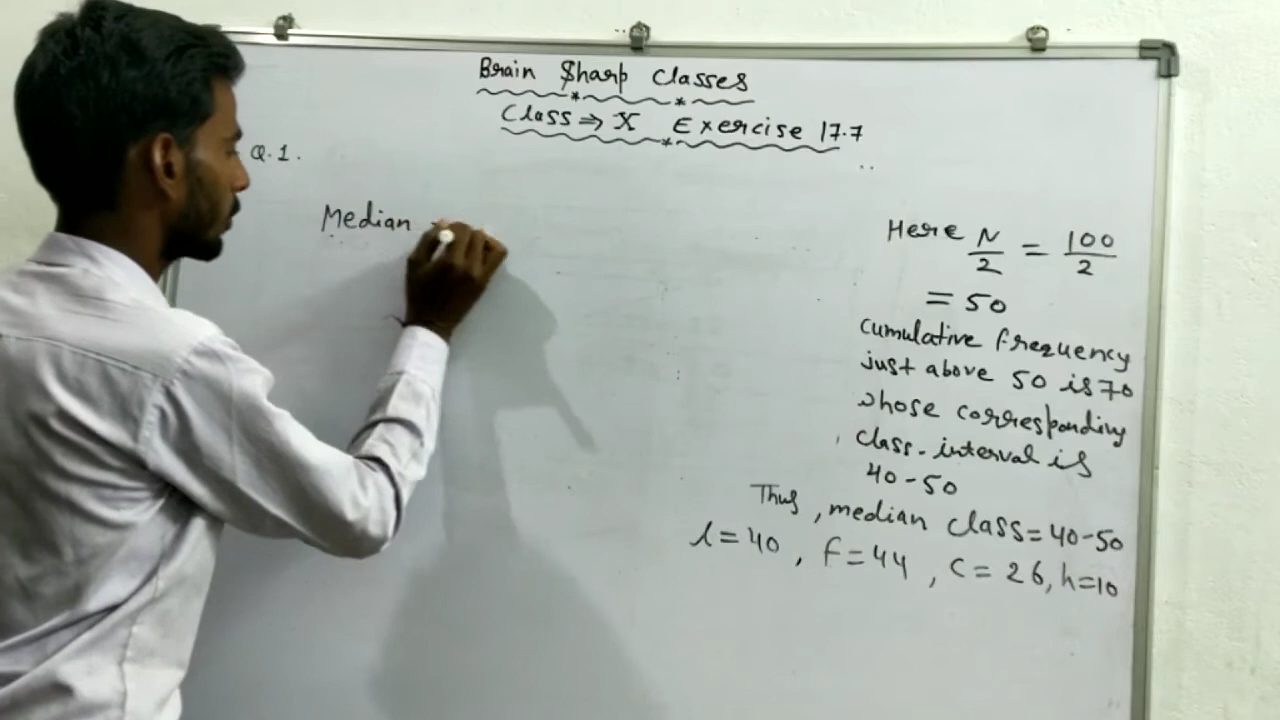 Brain Sharp Classes
Class ⇒ X Exercise 17.7
Q.1.
Median
Here N/2 = 100/2
= 50
cumulative frequency
just above 50 is 70
whose corresponding
class-interval is
40-50
Thus, median class = 40-50
l = 40, f = 44, c = 26, h = 10